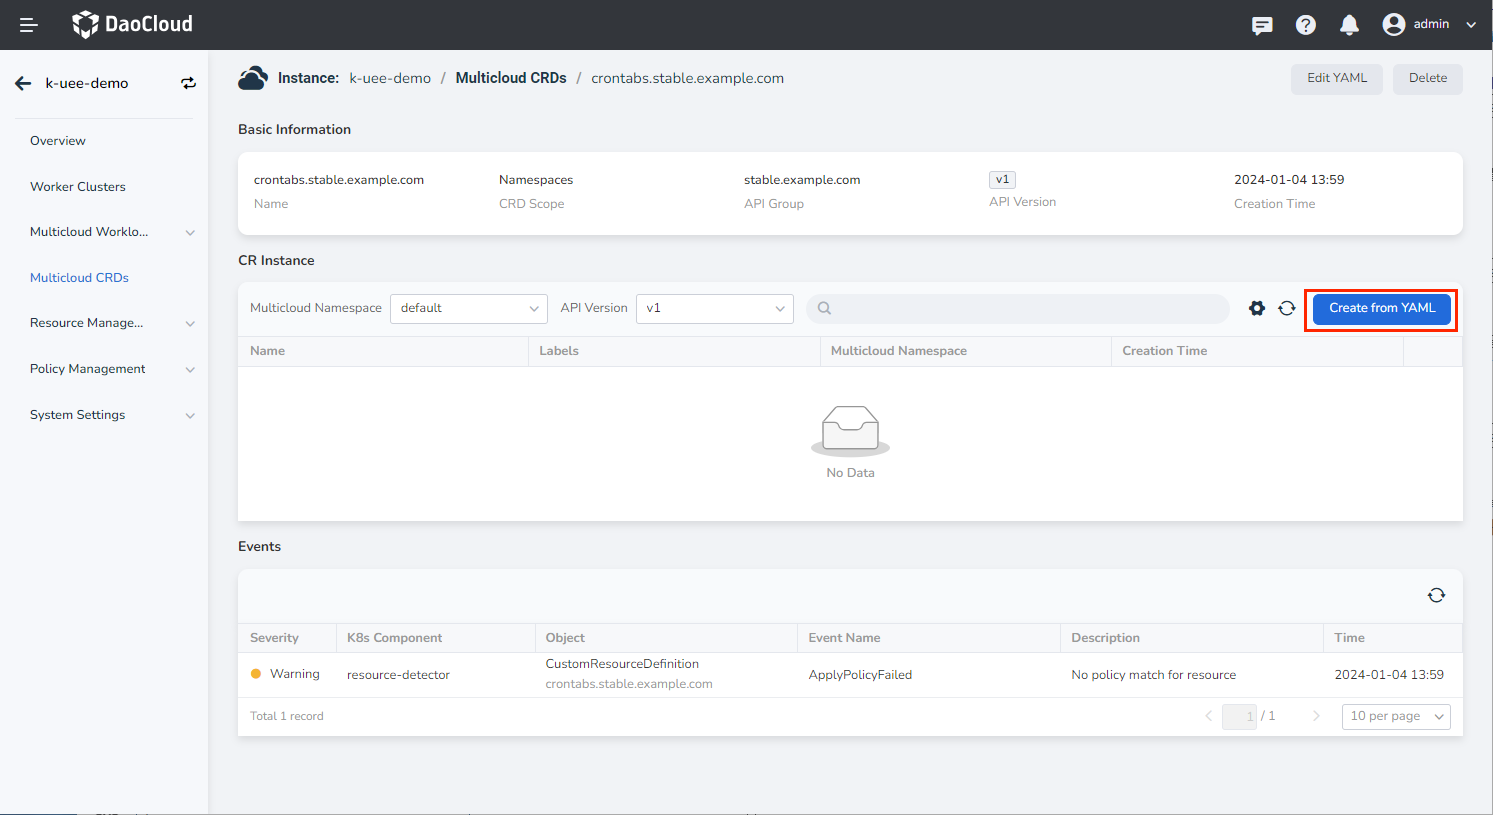 DaoCloud
admin
k-uee-demo
Instance: k-uee-demo / Multicloud CRDs / crontabs.stable.example.com
Edit YAML
Delete
Overview
Worker Clusters
Multicloud Worklo...
Multicloud CRDs
Resource Manage...
Policy Management
System Settings
Basic Information
crontabs.stable.example.com
Name
Namespaces
CRD Scope
stable.example.com
API Group
v1
API Version
2024-01-04 13:59
Creation Time
CR Instance
Multicloud Namespace default API Version v1 Create from YAML
Name Labels Multicloud Namespace Creation Time
No Data
Events
Severity K8s Component Object Event Name Description Time
Warning resource-detector CustomResourceDefinition ApplyPolicyFailed No policy match for resource 2024-01-04 13:59
crontabs.stable.example.com
Total 1 record 1 / 1 10 per page